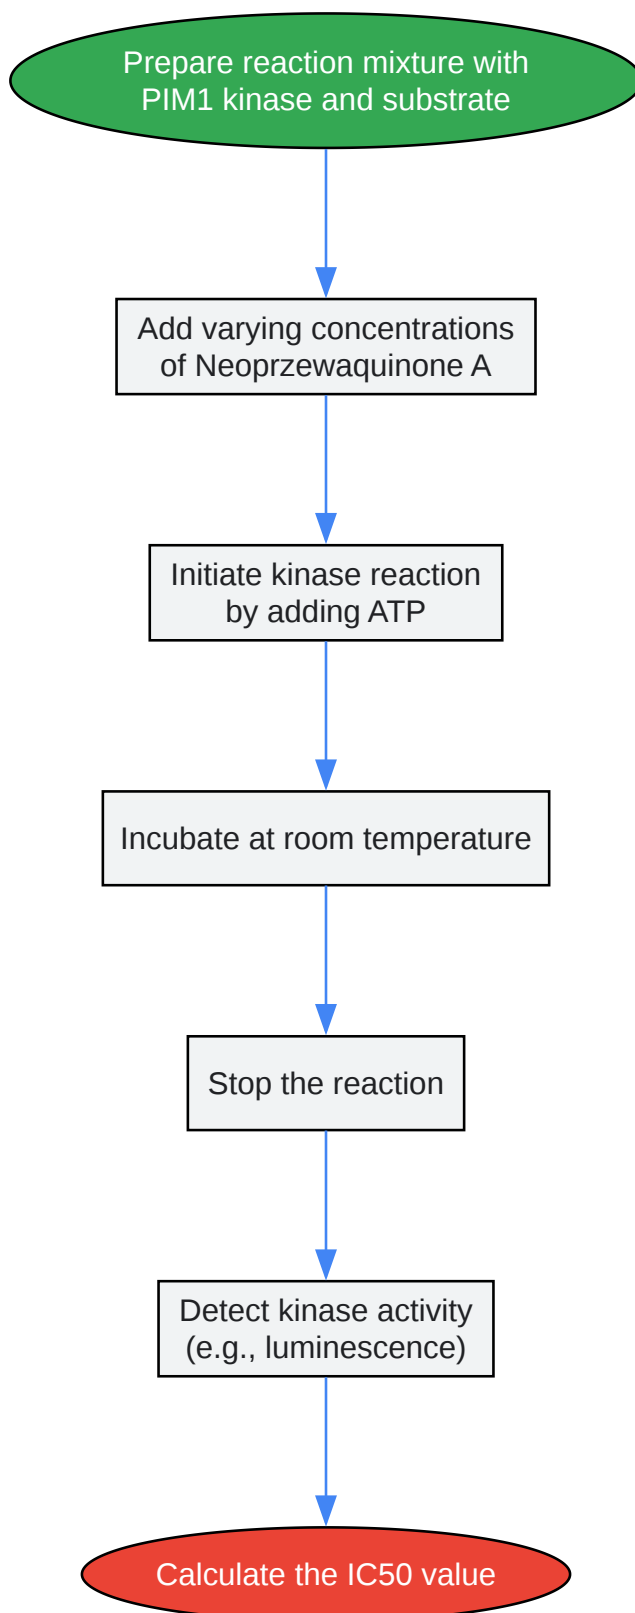 Prepare reaction mixture with
PIM1 kinase and substrate
Add varying concentrations
of Neoprzewaquinone A
Initiate kinase reaction
by adding ATP
Incubate at room temperature
Stop the reaction
Detect kinase activity
(e.g., luminescence)
Calculate the IC50 value